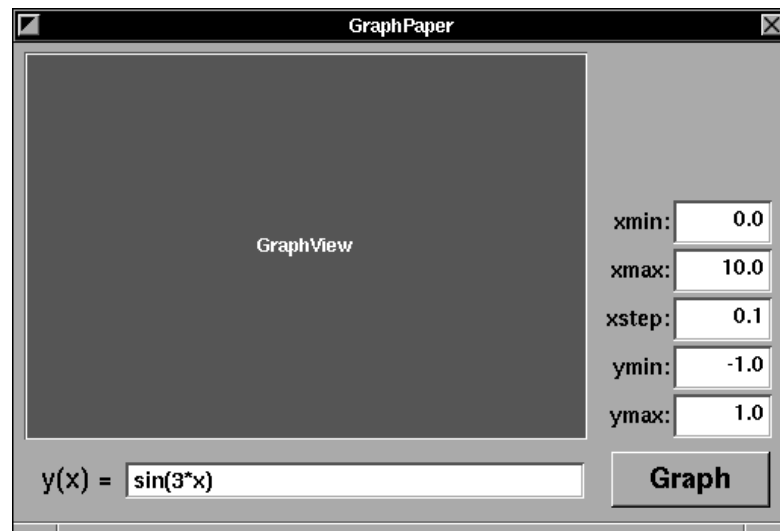 GraphPaper
GraphView
xmin: 0.0
xmax: 10.0
xstep: 0.1
ymin: -1.0
ymax: 1.0
y(x) = sin(3*x)
Graph